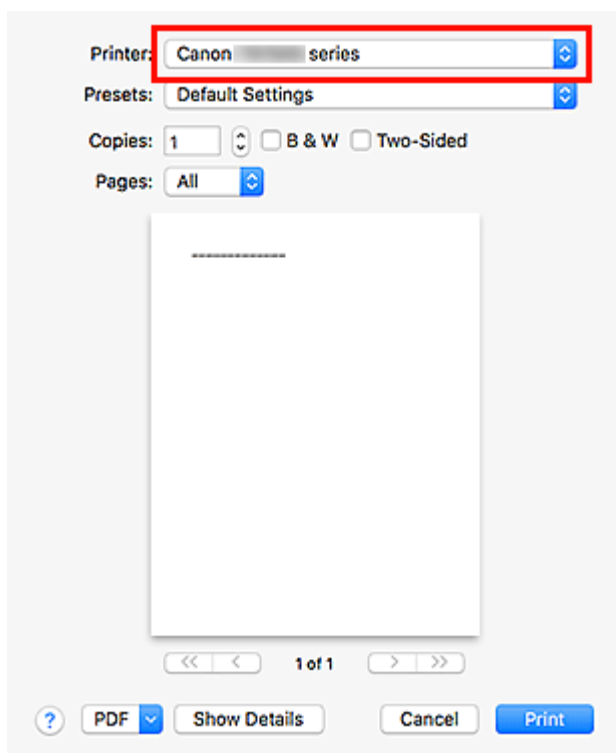 Printer: Canon series
Presets: Default Settings
Copies: 1 B & W Two-Sided
Pages: All
-------------
<< < 1 of 1 > >>
? PDF Show Details Cancel Print